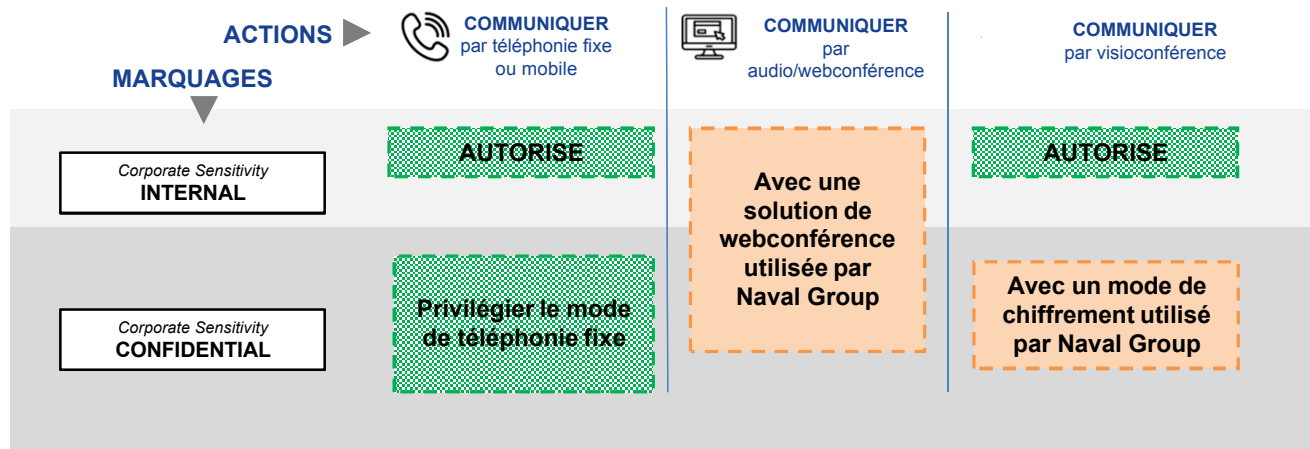 ACTIONS
MARQUAGES
COMMUNIQUER
par téléphonie fixe
ou mobile
COMMUNIQUER
par
audio/webconférence
COMMUNIQUER
par visioconférence
Corporate Sensitivity
INTERNAL
AUTORISE
Avec une
solution de
webconférence
utilisée par
Naval Group
AUTORISE
Corporate Sensitivity
CONFIDENTIAL
Privilégier le mode
de téléphonie fixe
Avec un mode de
chiffrement utilisé
par Naval Group